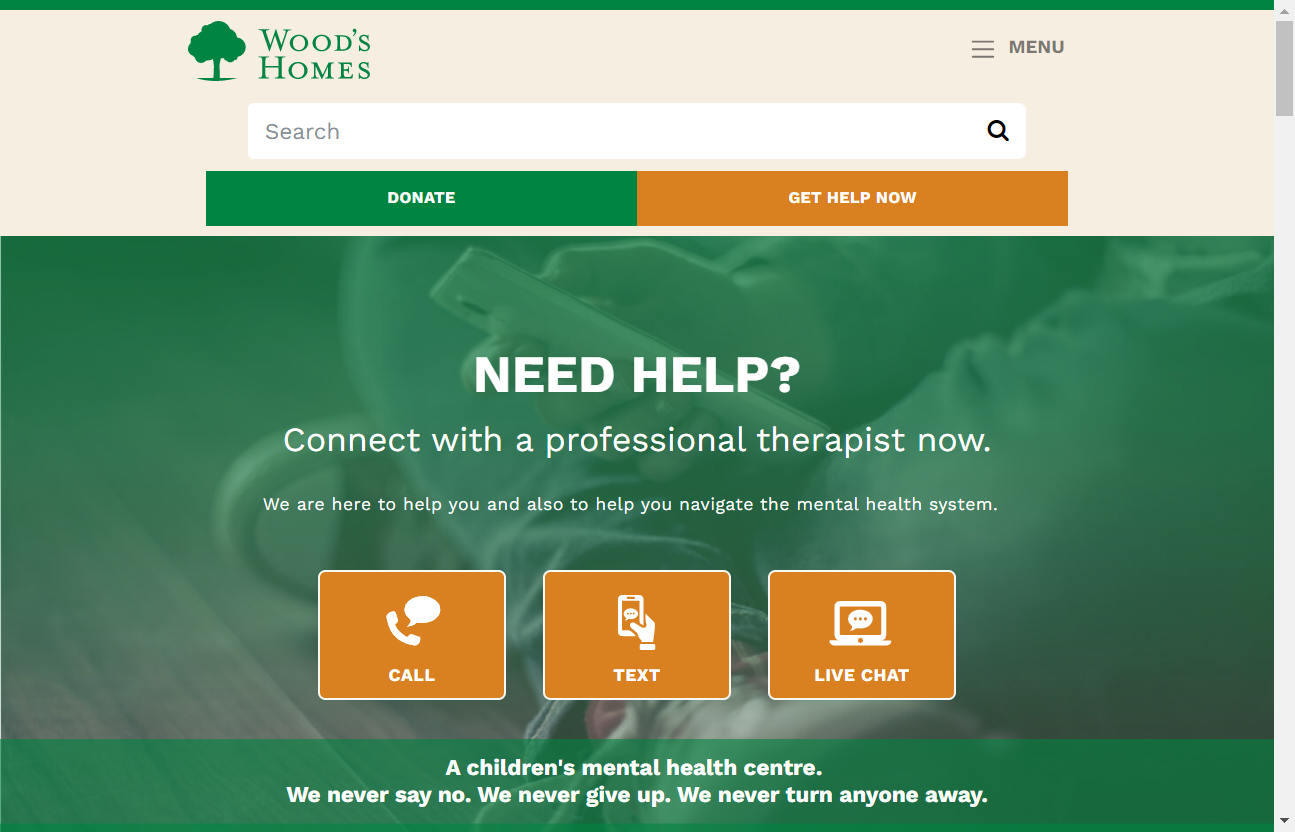 WOOD'S
HOMES
MENU
Search
DONATE
GET HELP NOW
NEED HELP?
Connect with a professional therapist now.
We are here to help you and also to help you navigate the mental health system.
CALL
TEXT
LIVE CHAT
A children's mental health centre.
We never say no. We never give up. We never turn anyone away.